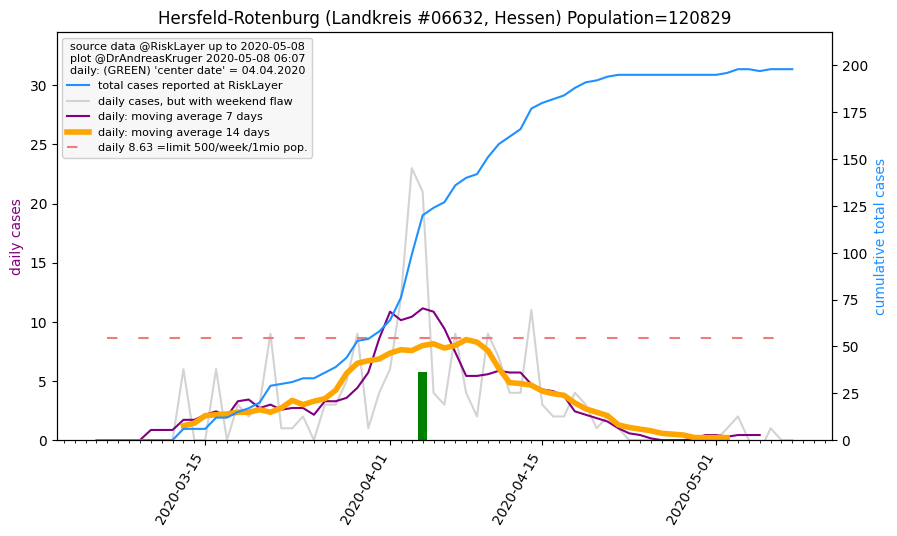 Hersfeld-Rotenburg (Landkreis #06632, Hessen) Population=120829
source data @RiskLayer up to 2020-05-08
plot @DrAndreasKruger 2020-05-08 06:07
daily: (GREEN) 'center date' = 04.04.2020
total cases reported at RiskLayer
daily cases, but with weekend flaw
daily: moving average 7 days
daily: moving average 14 days
daily 8.63 =limit 500/week/1mio pop.
daily cases
30
25
20
15
10
5
0
cumulative total cases
200
175
150
125
100
75
50
25
0
2020-03-15
2020-04-01
2020-04-15
2020-05-01